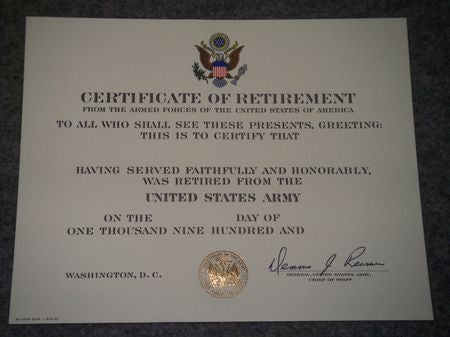 CERTIFICATE OF RETIREMENT
FROM THE ARMED FORCES OF THE UNITED STATES OF AMERICA
TO ALL WHO SHALL SEE THESE PRESENTS, GREETING:
THIS IS TO CERTIFY THAT
HAVING SERVED FAITHFULLY AND HONORABLY,
WAS RETIRED FROM THE
UNITED STATES ARMY
ON THE DAY OF
ONE THOUSAND NINE HUNDRED AND
WASHINGTON, D. C.
Dennis J. Reimer
GENERAL, UNITED STATES ARMY,
CHIEF OF STAFF